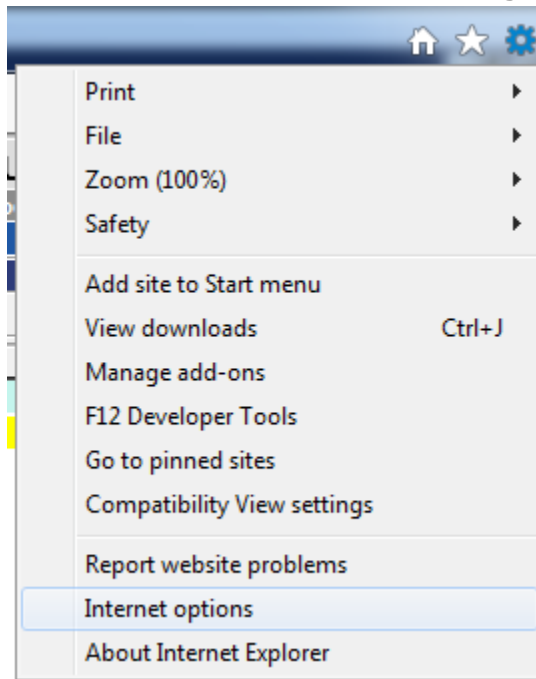 Print
File
Zoom (100%)
Safety
Add site to Start menu
View downloads Ctrl+J
Manage add-ons
F12 Developer Tools
Go to pinned sites
Compatibility View settings
Report website problems
Internet options
About Internet Explorer